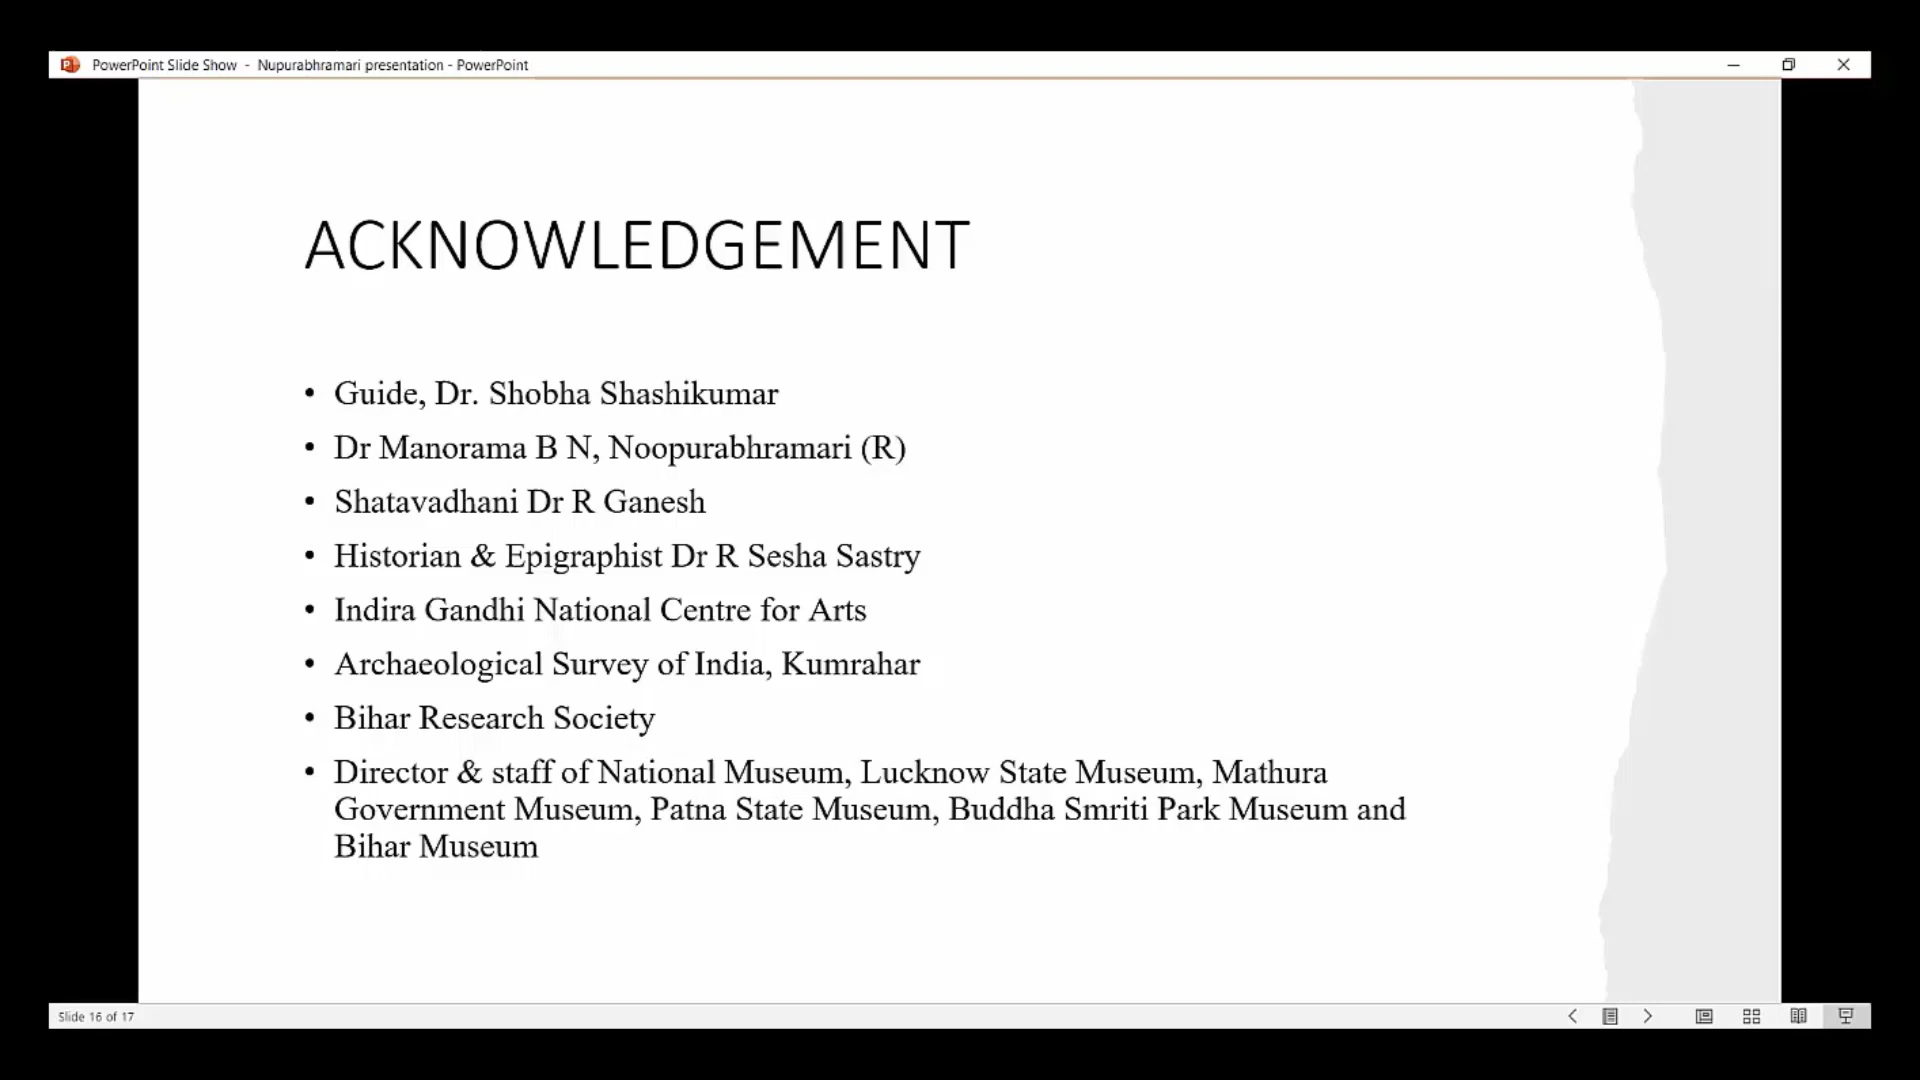 PowerPoint Slide Show - Nupurabhramari presentation - PowerPoint
ACKNOWLEDGEMENT
• Guide, Dr. Shobha Shashikumar
• Dr Manorama B N, Noopurabhramari (R)
• Shatavadhani Dr R Ganesh
• Historian & Epigraphist Dr R Sesha Sastry
• Indira Gandhi National Centre for Arts
• Archaeological Survey of India, Kumrahar
• Bihar Research Society
• Director & staff of National Museum, Lucknow State Museum, Mathura
Government Museum, Patna State Museum, Buddha Smriti Park Museum and
Bihar Museum
Slide 16 of 17